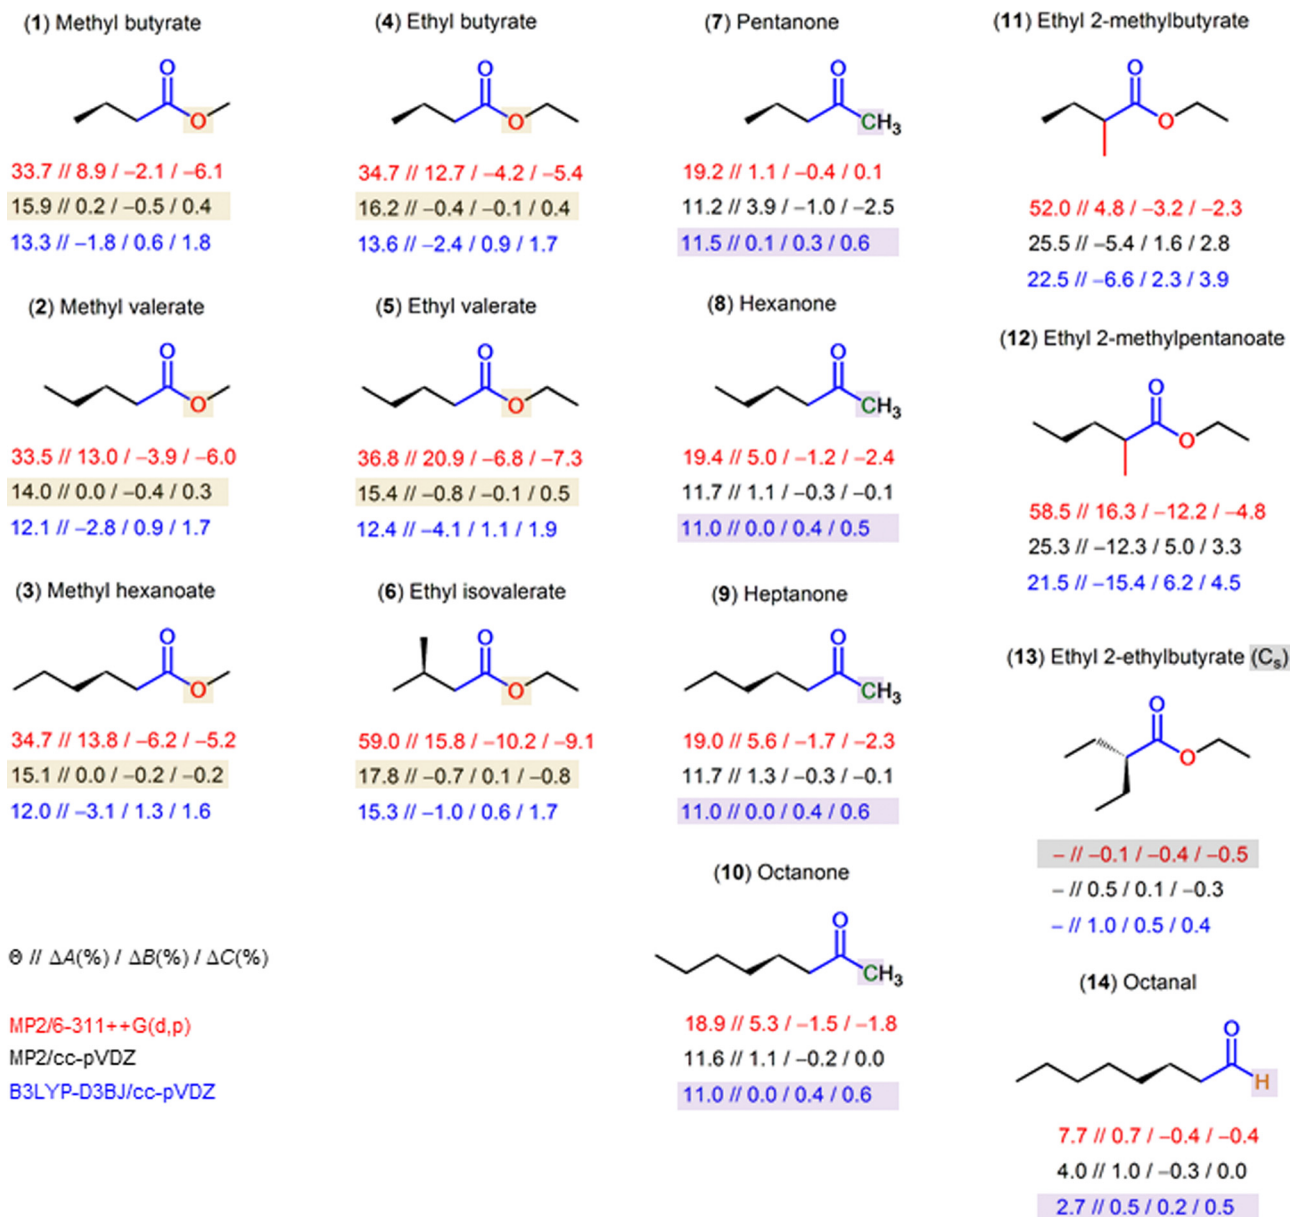 (1) Methyl butyrate
O
O
33.7 // 8.9 / −2.1 / −6.1
15.9 // 0.2 / −0.5 / 0.4
13.3 // −1.8 / 0.6 / 1.8
(2) Methyl valerate
O
O
33.5 // 13.0 / −3.9 / −6.0
14.0 // 0.0 / −0.4 / 0.3
12.1 // −2.8 / 0.9 / 1.7
(3) Methyl hexanoate
O
O
34.7 // 13.8 / −6.2 / −5.2
15.1 // 0.0 / −0.2 / −0.2
12.0 // −3.1 / 1.3 / 1.6
Θ // ΔA(%) / ΔB(%) / ΔC(%)
MP2/6-311++G(d,p)
MP2/cc-pVDZ
B3LYP-D3BJ/cc-pVDZ
(4) Ethyl butyrate
O
O
34.7 // 12.7 / −4.2 / −5.4
16.2 // −0.4 / −0.1 / 0.4
13.6 // −2.4 / 0.9 / 1.7
(5) Ethyl valerate
O
O
36.8 // 20.9 / −6.8 / −7.3
15.4 // −0.8 / −0.1 / 0.5
12.4 // −4.1 / 1.1 / 1.9
(6) Ethyl isovalerate
O
O
59.0 // 15.8 / −10.2 / −9.1
17.8 // −0.7 / 0.1 / −0.8
15.3 // −1.0 / 0.6 / 1.7
(7) Pentanone
O
CH3
19.2 // 1.1 / −0.4 / 0.1
11.2 // 3.9 / −1.0 / −2.5
11.5 // 0.1 / 0.3 / 0.6
(8) Hexanone
O
CH3
19.4 // 5.0 / −1.2 / −2.4
11.7 // 1.1 / −0.3 / −0.1
11.0 // 0.0 / 0.4 / 0.5
(9) Heptanone
O
CH3
19.0 // 5.6 / −1.7 / −2.3
11.7 // 1.3 / −0.3 / −0.1
11.0 // 0.0 / 0.4 / 0.6
(10) Octanone
O
CH3
18.9 // 5.3 / −1.5 / −1.8
11.6 // 1.1 / −0.2 / 0.0
11.0 // 0.0 / 0.4 / 0.6
(11) Ethyl 2-methylbutyrate
O
O
52.0 // 4.8 / −3.2 / −2.3
25.5 // −5.4 / 1.6 / 2.8
22.5 // −6.6 / 2.3 / 3.9
(12) Ethyl 2-methylpentanoate
O
O
58.5 // 16.3 / −12.2 / −4.8
25.3 // −12.3 / 5.0 / 3.3
21.5 // −15.4 / 6.2 / 4.5
(13) Ethyl 2-ethylbutyrate (Cs)
O
O
− // −0.1 / −0.4 / −0.5
− // 0.5 / 0.1 / −0.3
− // 1.0 / 0.5 / 0.4
(14) Octanal
O
H
7.7 // 0.7 / −0.4 / −0.4
4.0 // 1.0 / −0.3 / 0.0
2.7 // 0.5 / 0.2 / 0.5